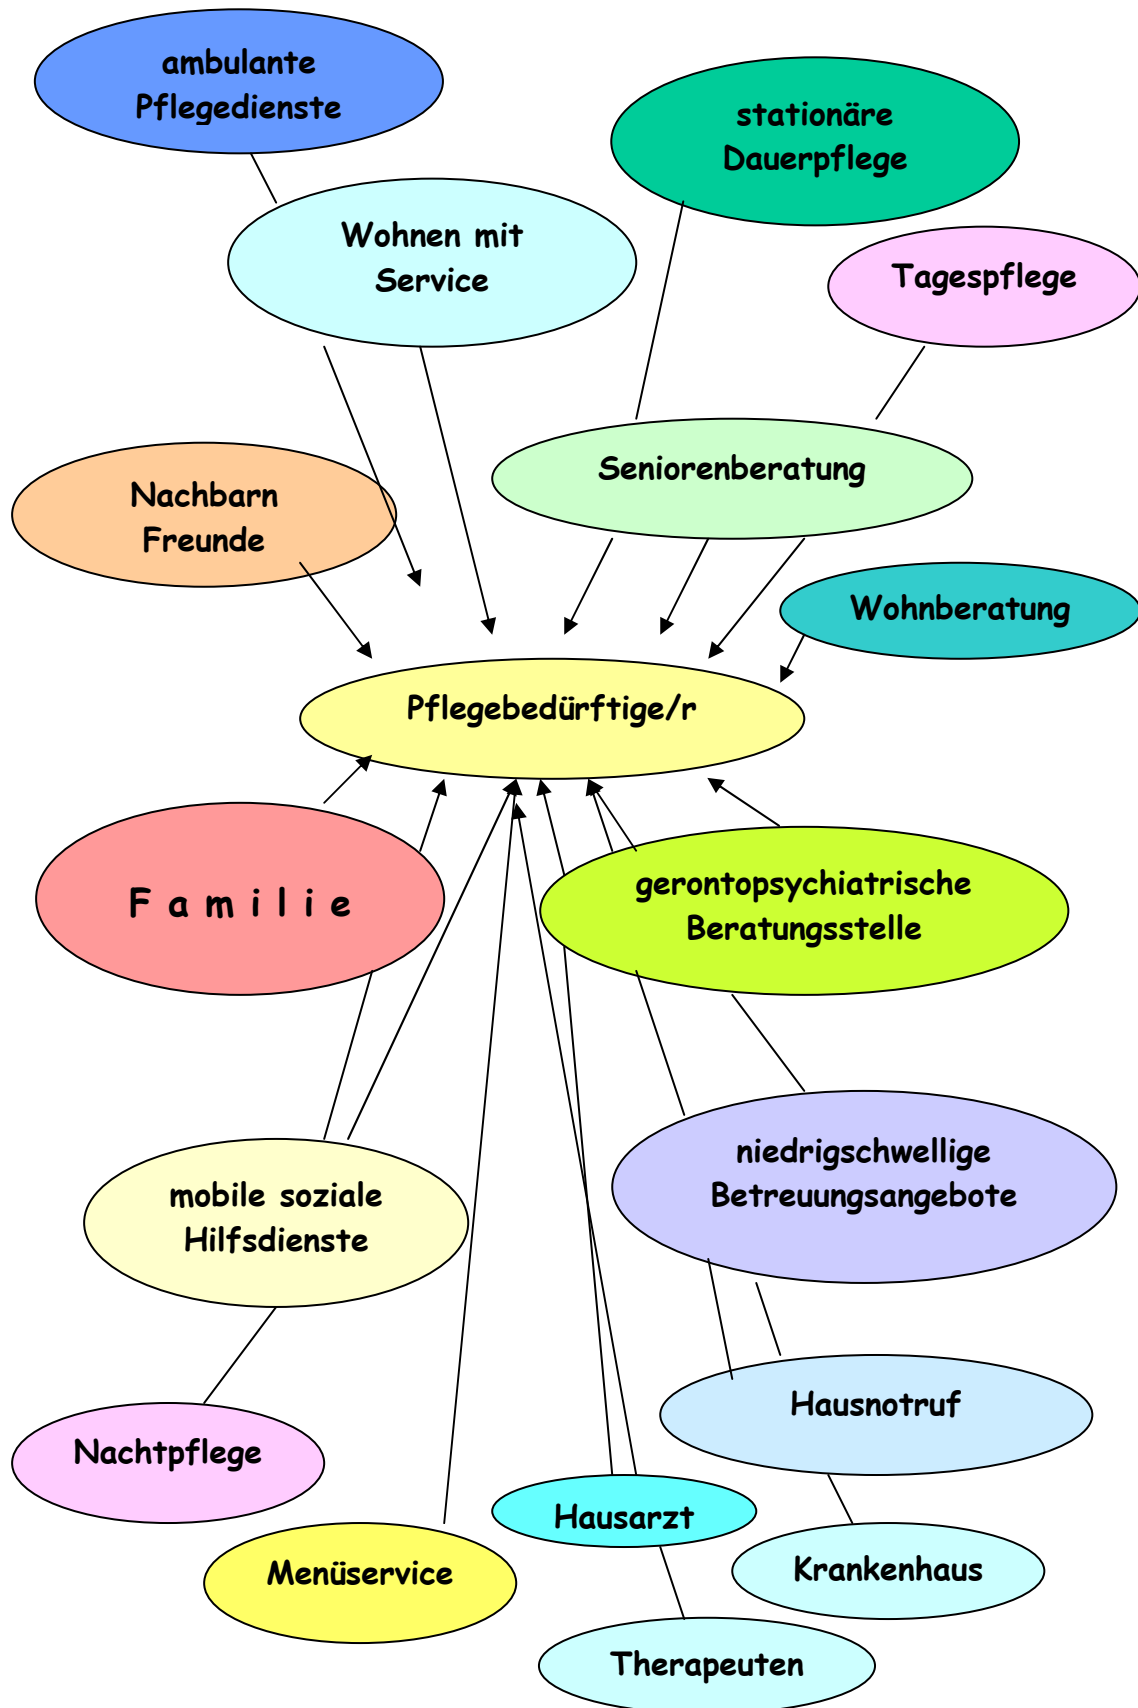 ambulante
Pflegedienste
stationäre
Dauerpflege
Wohnen mit
Service
Tagespflege
Seniorenberatung
Nachbarn
Freunde
Wohnberatung
Pflegebedürftige/r
F a m i l i e
gerontopsychiatrische
Beratungsstelle
niedrigschwellige
Betreuungsangebote
mobile soziale
Hilfsdienste
Hausnotruf
Nachtpflege
Hausarzt
Krankenhaus
Menüservice
Therapeuten